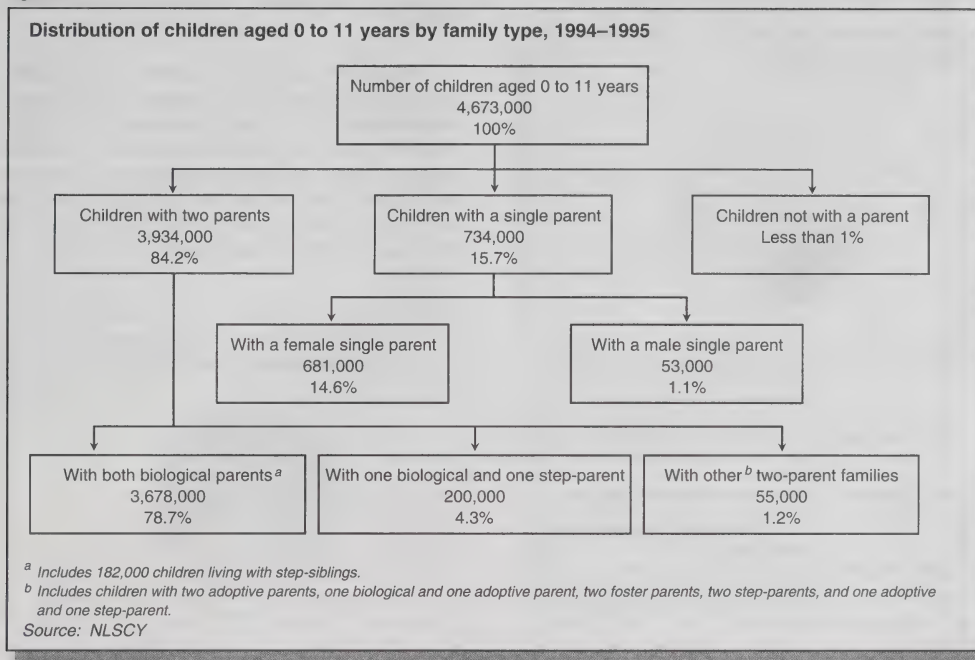 Distribution of children aged 0 to 11 years by family type, 1994–1995
Number of children aged 0 to 11 years
4,673,000
100%
Children with two parents
3,934,000
84.2%
Children with a single parent
734,000
15.7%
Children not with a parent
Less than 1%
With a female single parent
681,000
14.6%
With a male single parent
53,000
1.1%
With both biological parents a
3,678,000
78.7%
With one biological and one step-parent
200,000
4.3%
With other b two-parent families
55,000
1.2%
a Includes 182,000 children living with step-siblings.
b Includes children with two adoptive parents, one biological and one adoptive parent, two foster parents, two step-parents, and one adoptive
and one step-parent.
Source: NLSCY